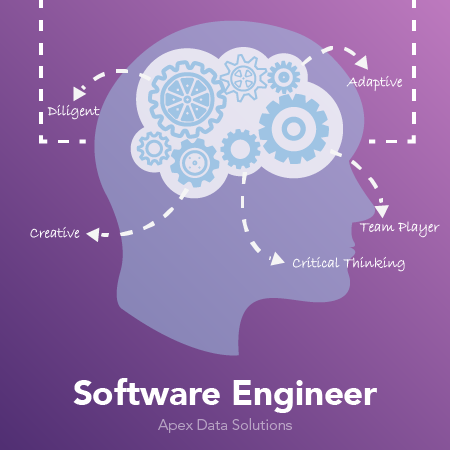 Adaptive
Diligent
Team Player
Creative
Critical Thinking
Software Engineer
Apex Data Solutions